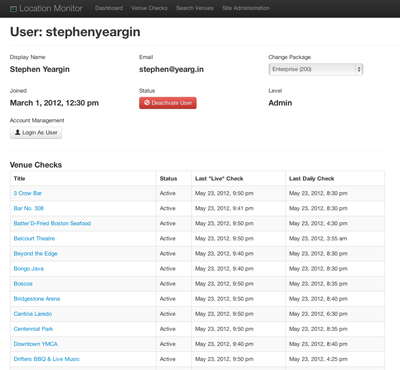 Location Monitor Dashboard Venue Checks Search Venues Site Administration
User: stephenyeargin
Display Name Email Change Package
Stephen Yeargin stephen@yearg.in Enterprise (200)
Joined Status Level
March 1, 2012, 12:30 pm Deactivate User Admin
Account Management
Login As User
Venue Checks
Title Status Last "Live" Check Last Daily Check
3 Crow Bar Active May 23, 2012, 9:50 pm May 23, 2012, 8:30 pm
Bar No. 308 Active May 23, 2012, 9:41 pm May 23, 2012, 8:30 pm
Batter'D-Fried Boston Seafood Active May 23, 2012, 9:50 pm May 23, 2012, 4:30 pm
Belcourt Theatre Active May 23, 2012, 9:50 pm May 23, 2012, 3:55 am
Beyond the Edge Active May 23, 2012, 9:40 pm May 23, 2012, 8:30 pm
Bongo Java Active May 23, 2012, 9:40 pm May 23, 2012, 8:30 pm
Boscos Active May 23, 2012, 9:50 pm May 23, 2012, 8:35 pm
Bridgestone Arena Active May 23, 2012, 9:50 pm May 23, 2012, 8:40 pm
Cantina Laredo Active May 23, 2012, 9:50 pm May 23, 2012, 6:30 pm
Centennial Park Active May 23, 2012, 9:50 pm May 23, 2012, 8:35 pm
Downtown YMCA Active May 23, 2012, 9:40 pm May 23, 2012, 8:40 pm
Drifters BBQ & Live Music Active May 23, 2012, 9:50 pm May 23, 2012, 4:25 pm